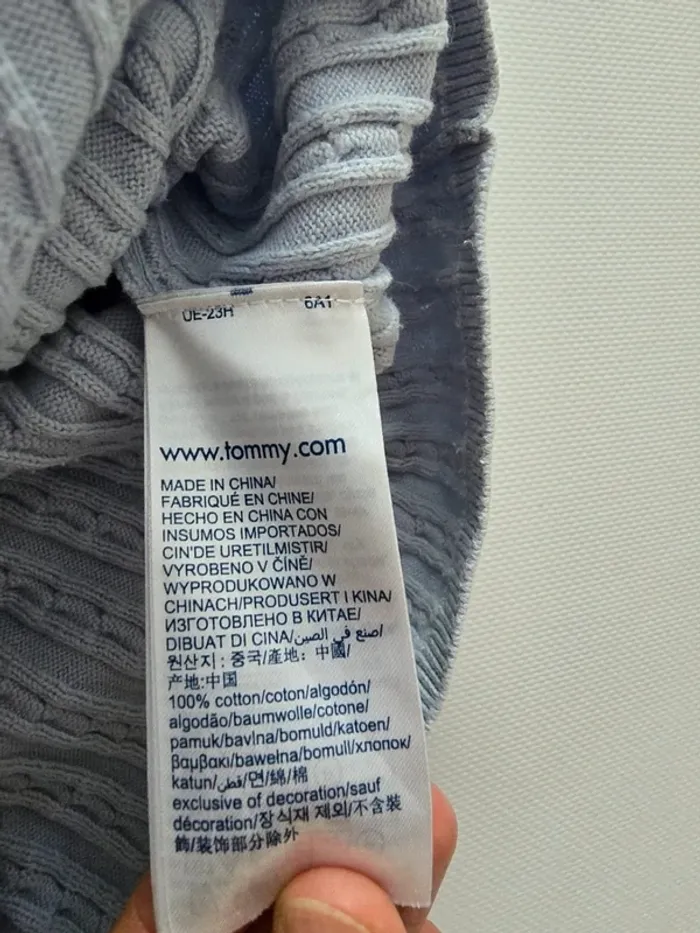 UE-23H 6A1
www.tommy.com
MADE IN CHINA/
FABRIQUÉ EN CHINE/
HECHO EN CHINA CON
INSUMOS IMPORTADOS/
CIN'DE URETILMISTIR/
VYROBENO V ČÍNĚ/
WYPRODUKOWANO W
CHINACH/PRODUSERT I KINA/
ИЗГОТОВЛЕНО В КИТАЕ/
DIBUAT DI CINA/صنع في الصين/
원산지 : 중국/產地：中國/
产地:中国
100% cotton/coton/algodón/
algodão/baumwolle/cotone/
pamuk/bavlna/bomuld/katoen/
βαμβακι/bawełna/bomull/хлопок/
katun/قطن/면/綿/棉
exclusive of decoration/sauf
décoration/장식재 제외/不含裝
飾/装饰部分除外